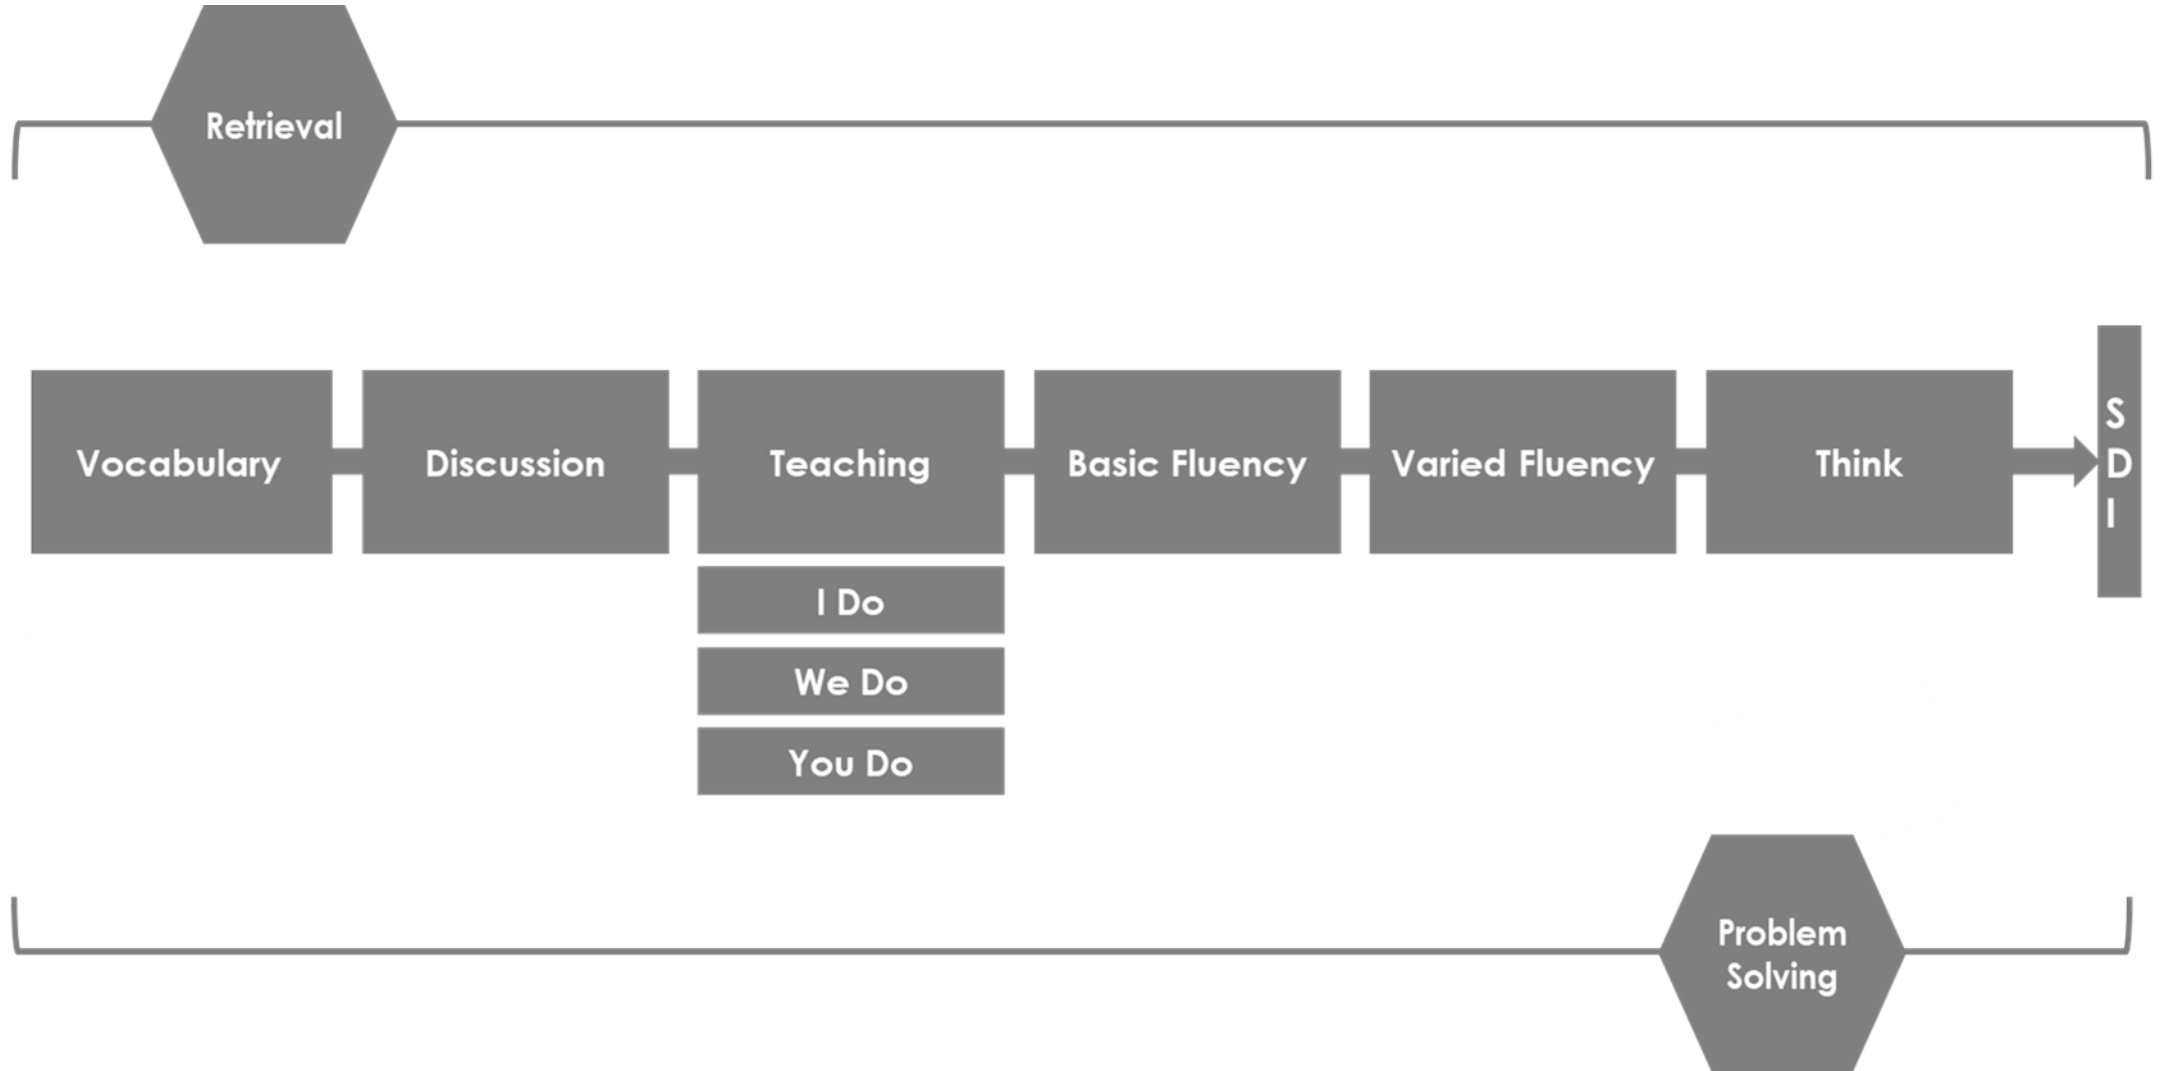 Retrieval
Vocabulary
Discussion
Teaching
Basic Fluency
Varied Fluency
Think
S
D
I
I Do
We Do
You Do
Problem
Solving